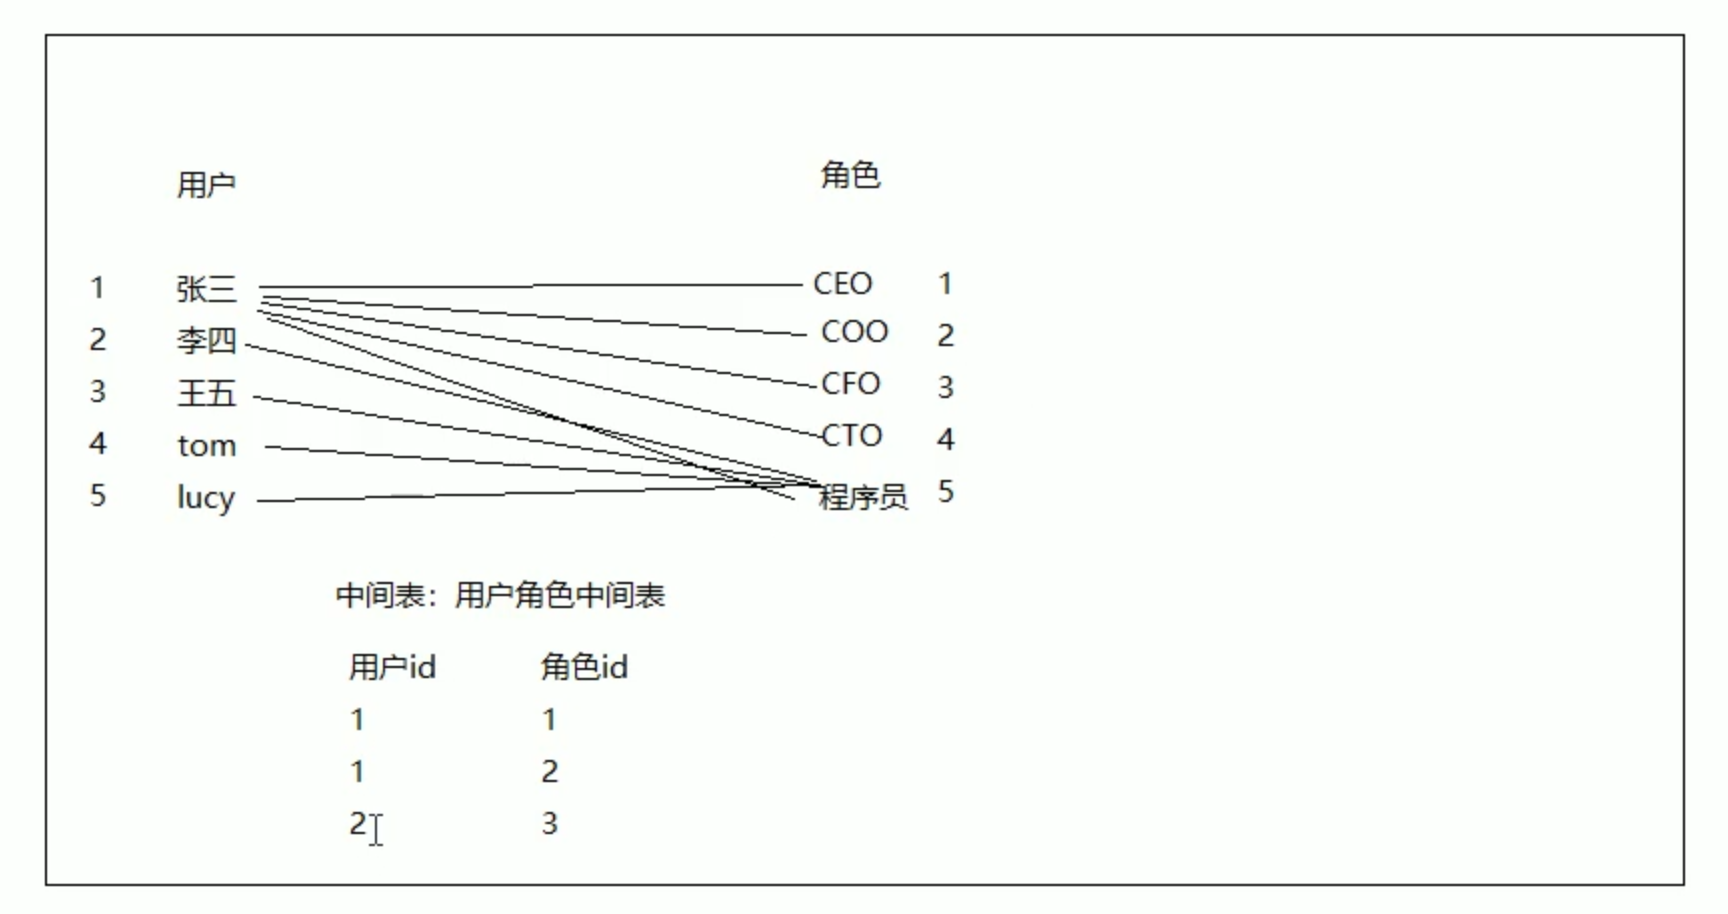 用户 角色
1 张三 CEO 1
2 李四 COO 2
3 王五 CFO 3
4 tom CTO 4
5 lucy 程序员 5
中间表：用户角色中间表
用户id 角色id
1 1
1 2
2 3